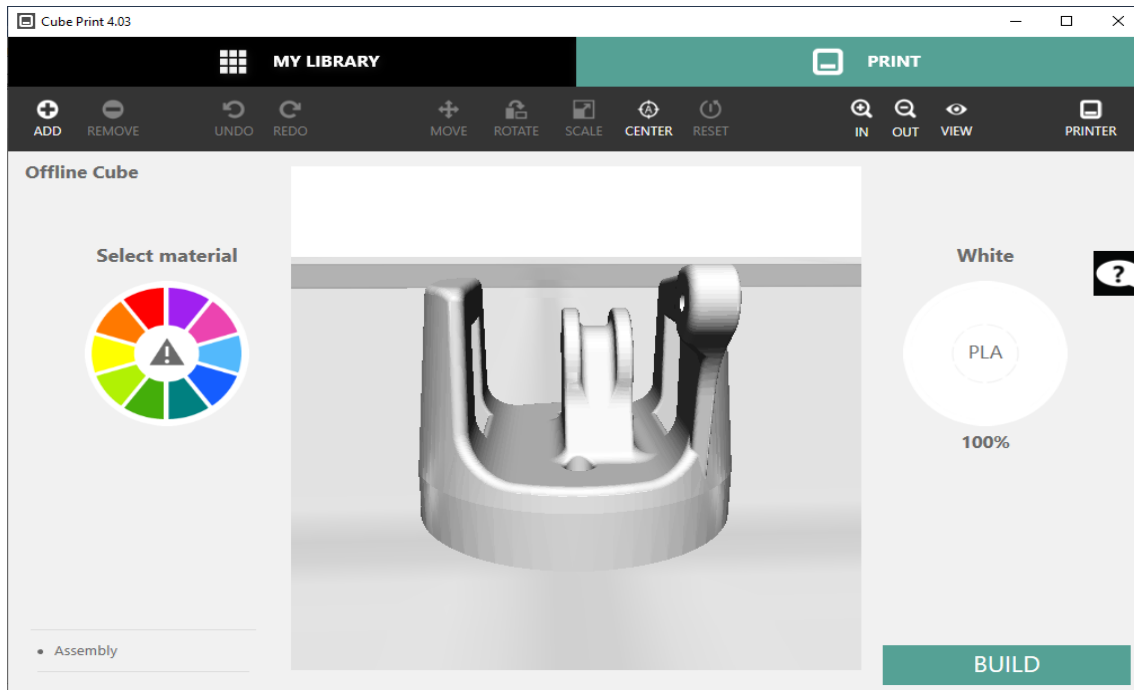 Cube Print 4.03
MY LIBRARY
PRINT
ADD
REMOVE
UNDO
REDO
MOVE
ROTATE
SCALE
CENTER
RESET
IN
OUT
VIEW
PRINTER
Offline Cube
Select material
White
?
PLA
100%
• Assembly
BUILD